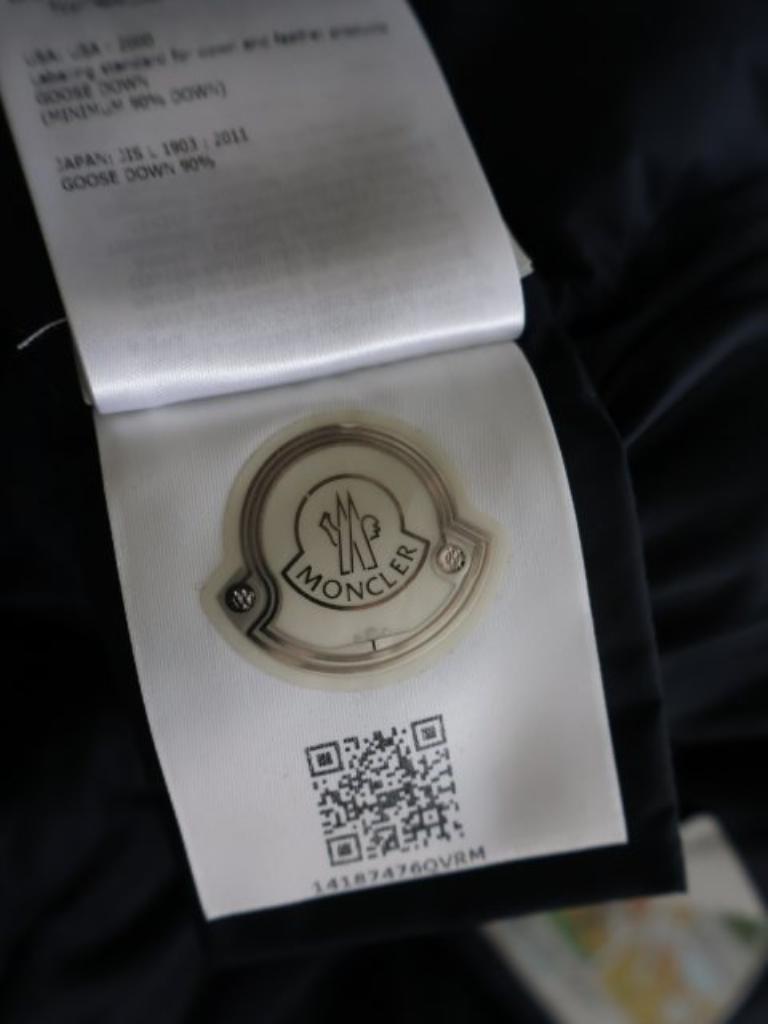 USA: USA - 2000
Labeling standard for down and feather products
GOOSE DOWN
(MINIMUM 90% DOWN)
JAPAN: JIS L 1903 : 2011
GOOSE DOWN 90%
MONCLER
14187476QVRM